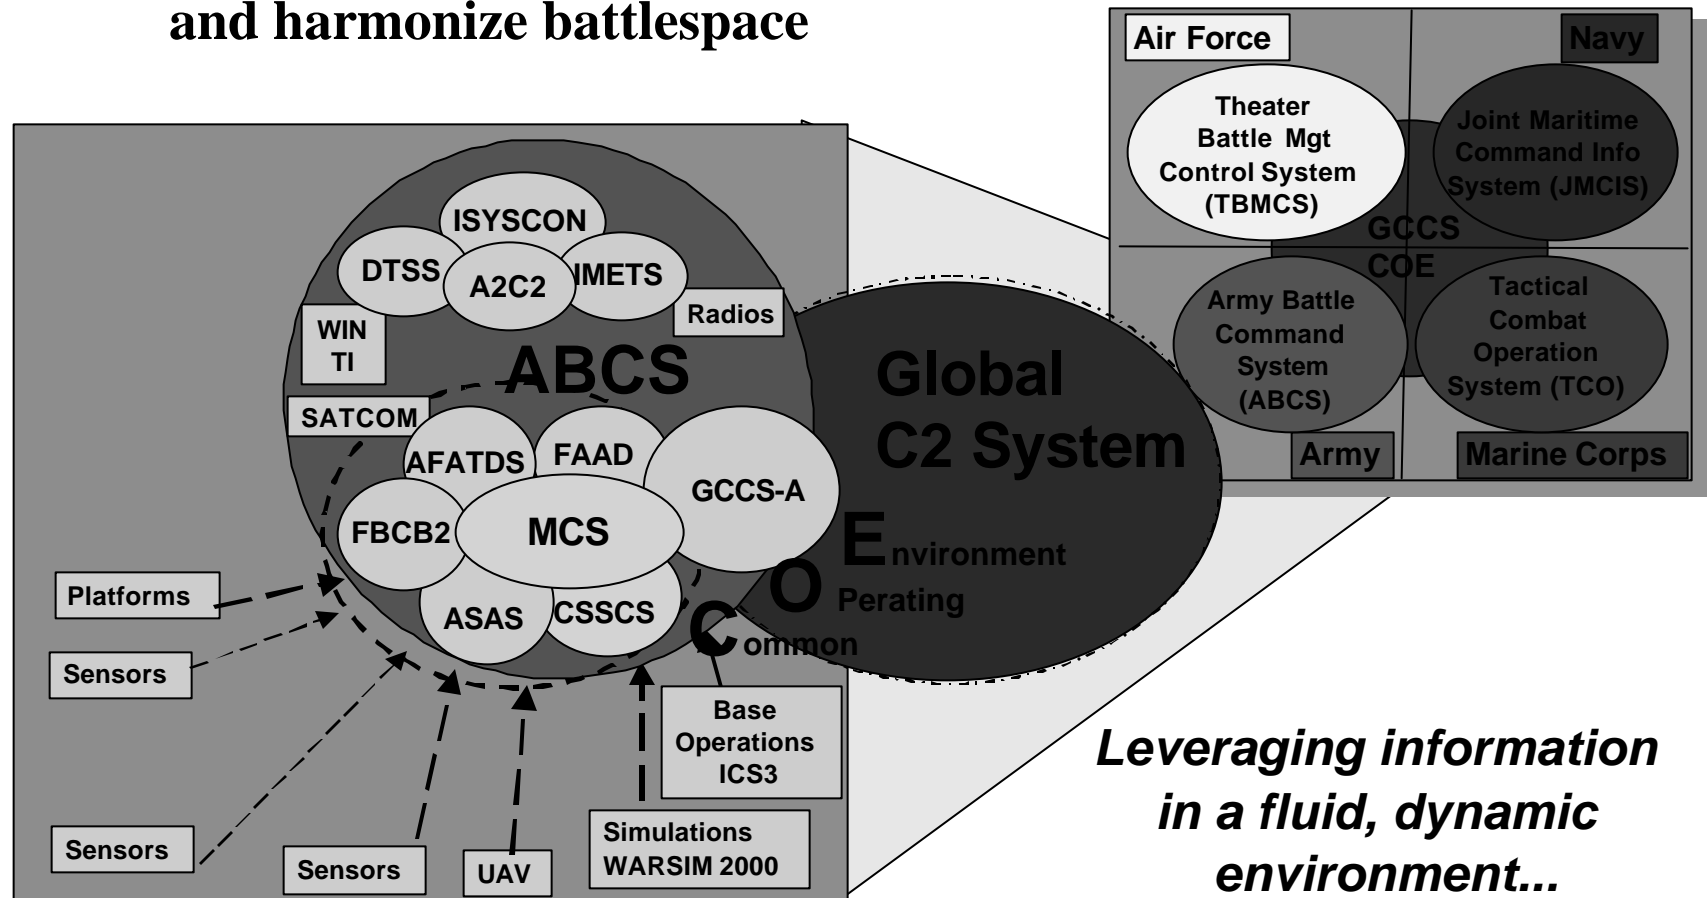 and harmonize battlespace
Air Force
Navy
Theater
Battle Mgt
Control System
(TBMCS)
Joint Maritime
Command Info
System (JMCIS)
GCCS
COE
Army Battle
Command
System
(ABCS)
Tactical
Combat
Operation
System (TCO)
Army
Marine Corps
ISYSCON
DTSS
A2C2
IMETS
WIN
TI
Radios
ABCS
SATCOM
AFATDS
FAAD
GCCS-A
FBCB2
MCS
ASAS
CSSCS
Global
C2 System
Environment
OPerating
Common
Platforms
Sensors
Sensors
Sensors
UAV
Base
Operations
ICS3
Simulations
WARSIM 2000
Leveraging information
in a fluid, dynamic
environment...